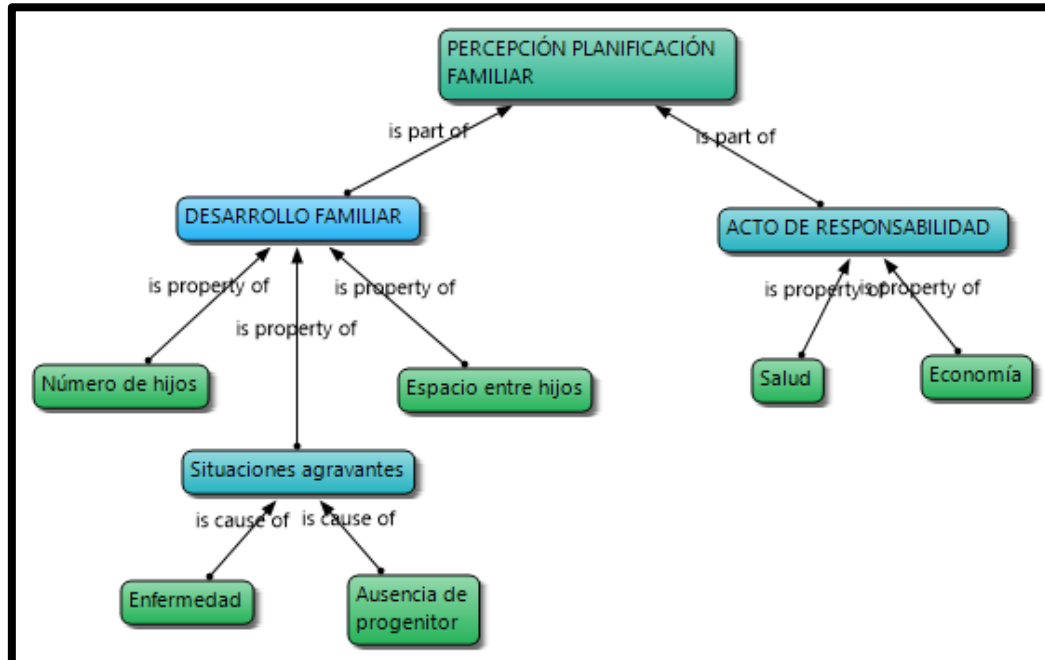 PERCEPCIÓN PLANIFICACIÓN
FAMILIAR
is part of
is part of
DESARROLLO FAMILIAR
ACTO DE RESPONSABILIDAD
is property of
is property of
is property of
is property of
is property of
Número de hijos
Espacio entre hijos
Salud
Economía
Situaciones agravantes
is cause of
is cause of
Enfermedad
Ausencia de
progenitor